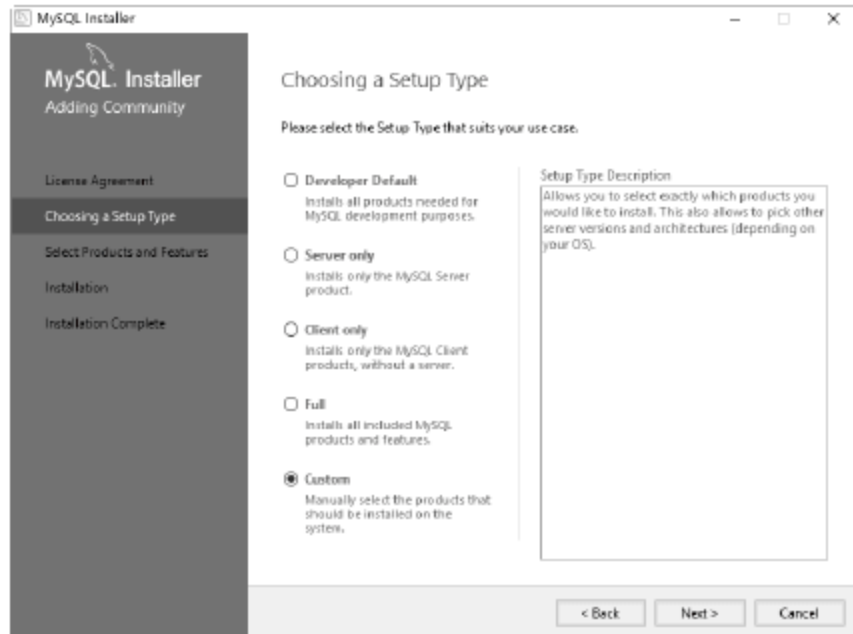 MySQL Installer
MySQL. Installer
Adding Community
License Agreement
Choosing a Setup Type
Select Products and Features
Installation
Installation Complete
Choosing a Setup Type
Please select the Setup Type that suits your use case.
Developer Default
Installs all products needed for
MySQL development purposes.
Server only
Installs only the MySQL Server
product.
Client only
Installs only the MySQL Client
products, without a server.
Full
Installs all included MySQL
products and features.
Custom
Manually select the products that
should be installed on the
system.
Setup Type Description
Allows you to select exactly which products you
would like to install. This also allows to pick other
server versions and architectures (depending on
your OS).
< Back
Next >
Cancel